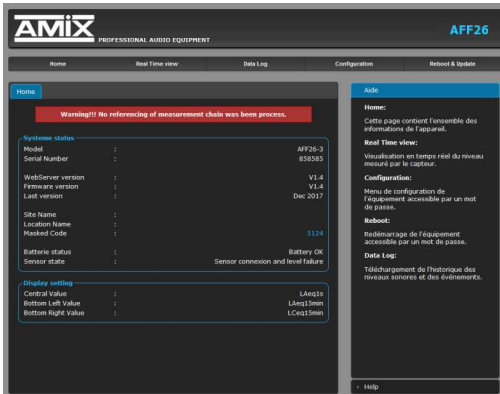 AMIX
PROFESSIONAL AUDIO EQUIPMENT
AFF26
Home Real Time view Data Log Configuration Reboot & Update
Home
Warning!!! No referencing of measurement chain was been process.
Systeme status
Model : AFF26-3
Serial Number : 858585
WebServer version : V1.4
Firmware version : V1.4
Last version : Dec 2017
Site Name :
Location Name :
Masked Code : 5124
Batterie status : Battery OK
Sensor state : Sensor connexion and level failure
Display setting
Central Value : LAeq1s
Bottom Left Value : LAeq15min
Bottom Right Value : LCeq15min
Aide
Home:
Cette page contient l'ensemble des
informations de l'appareil.
Real Time view:
Visualisation en temps réel du niveau
mesuré par le capteur.
Configuration:
Menu de configuration de
l'équipement accessible par un mot
de passe.
Reboot:
Redémarrage de l'équipement
accessible par un mot de passe.
Data Log:
Téléchargement de l'historique des
niveaux sonores et des événements.
› Help